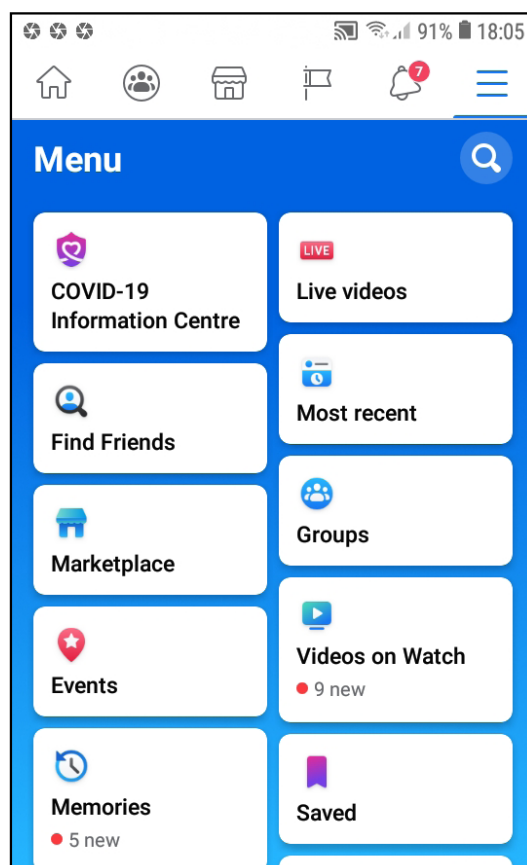 91% 18:05
7
Menu
COVID-19
Information Centre
LIVE
Live videos
Find Friends
Most recent
Marketplace
Groups
Events
Videos on Watch
9 new
Memories
5 new
Saved